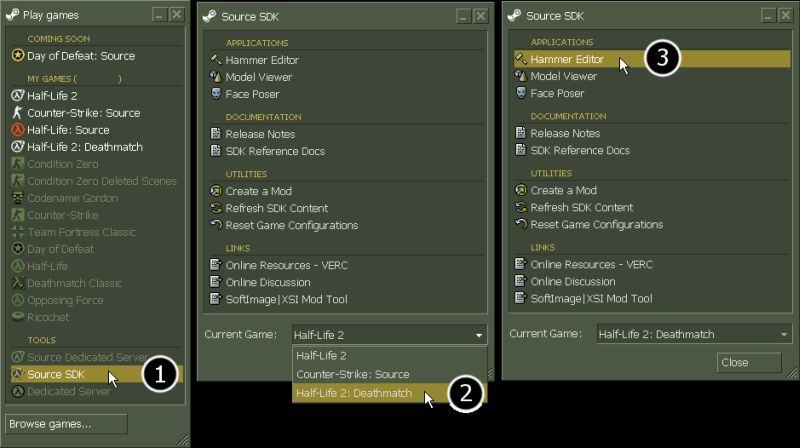 Play games
COMING SOON
Day of Defeat: Source
MY GAMES ( )
Half-Life 2
Counter-Strike: Source
Half-Life: Source
Half-Life 2: Deathmatch
Condition Zero
Condition Zero Deleted Scenes
Codename Gordon
Counter-Strike
Team Fortress Classic
Day of Defeat
Half-Life
Deathmatch Classic
Opposing Force
Ricochet
TOOLS
Source Dedicated Server
Source SDK
Dedicated Server
Browse games...
1
Source SDK
APPLICATIONS
Hammer Editor
Model Viewer
Face Poser
DOCUMENTATION
Release Notes
SDK Reference Docs
UTILITIES
Create a Mod
Refresh SDK Content
Reset Game Configurations
LINKS
Online Resources - VERC
Online Discussion
SoftImage|XSI Mod Tool
Current Game: Half-Life 2
Half-Life 2
Counter-Strike: Source
Half-Life 2: Deathmatch
2
Source SDK
APPLICATIONS
Hammer Editor
3
Model Viewer
Face Poser
DOCUMENTATION
Release Notes
SDK Reference Docs
UTILITIES
Create a Mod
Refresh SDK Content
Reset Game Configurations
LINKS
Online Resources - VERC
Online Discussion
SoftImage|XSI Mod Tool
Current Game: Half-Life 2: Deathmatch
Close